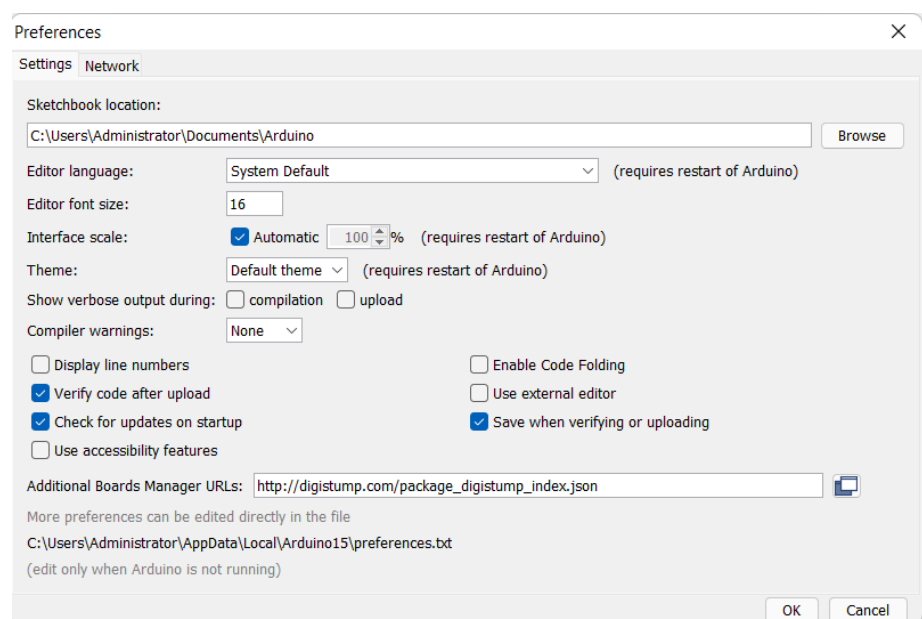 Preferences
Settings Network
Sketchbook location:
C:\Users\Administrator\Documents\Arduino Browse
Editor language: System Default (requires restart of Arduino)
Editor font size: 16
Interface scale: Automatic 100 % (requires restart of Arduino)
Theme: Default theme (requires restart of Arduino)
Show verbose output during: compilation upload
Compiler warnings: None
Display line numbers Enable Code Folding
Verify code after upload Use external editor
Check for updates on startup Save when verifying or uploading
Use accessibility features
Additional Boards Manager URLs: http://digistump.com/package_digistump_index.json
More preferences can be edited directly in the file
C:\Users\Administrator\AppData\Local\Arduino15\preferences.txt
(edit only when Arduino is not running)
OK Cancel